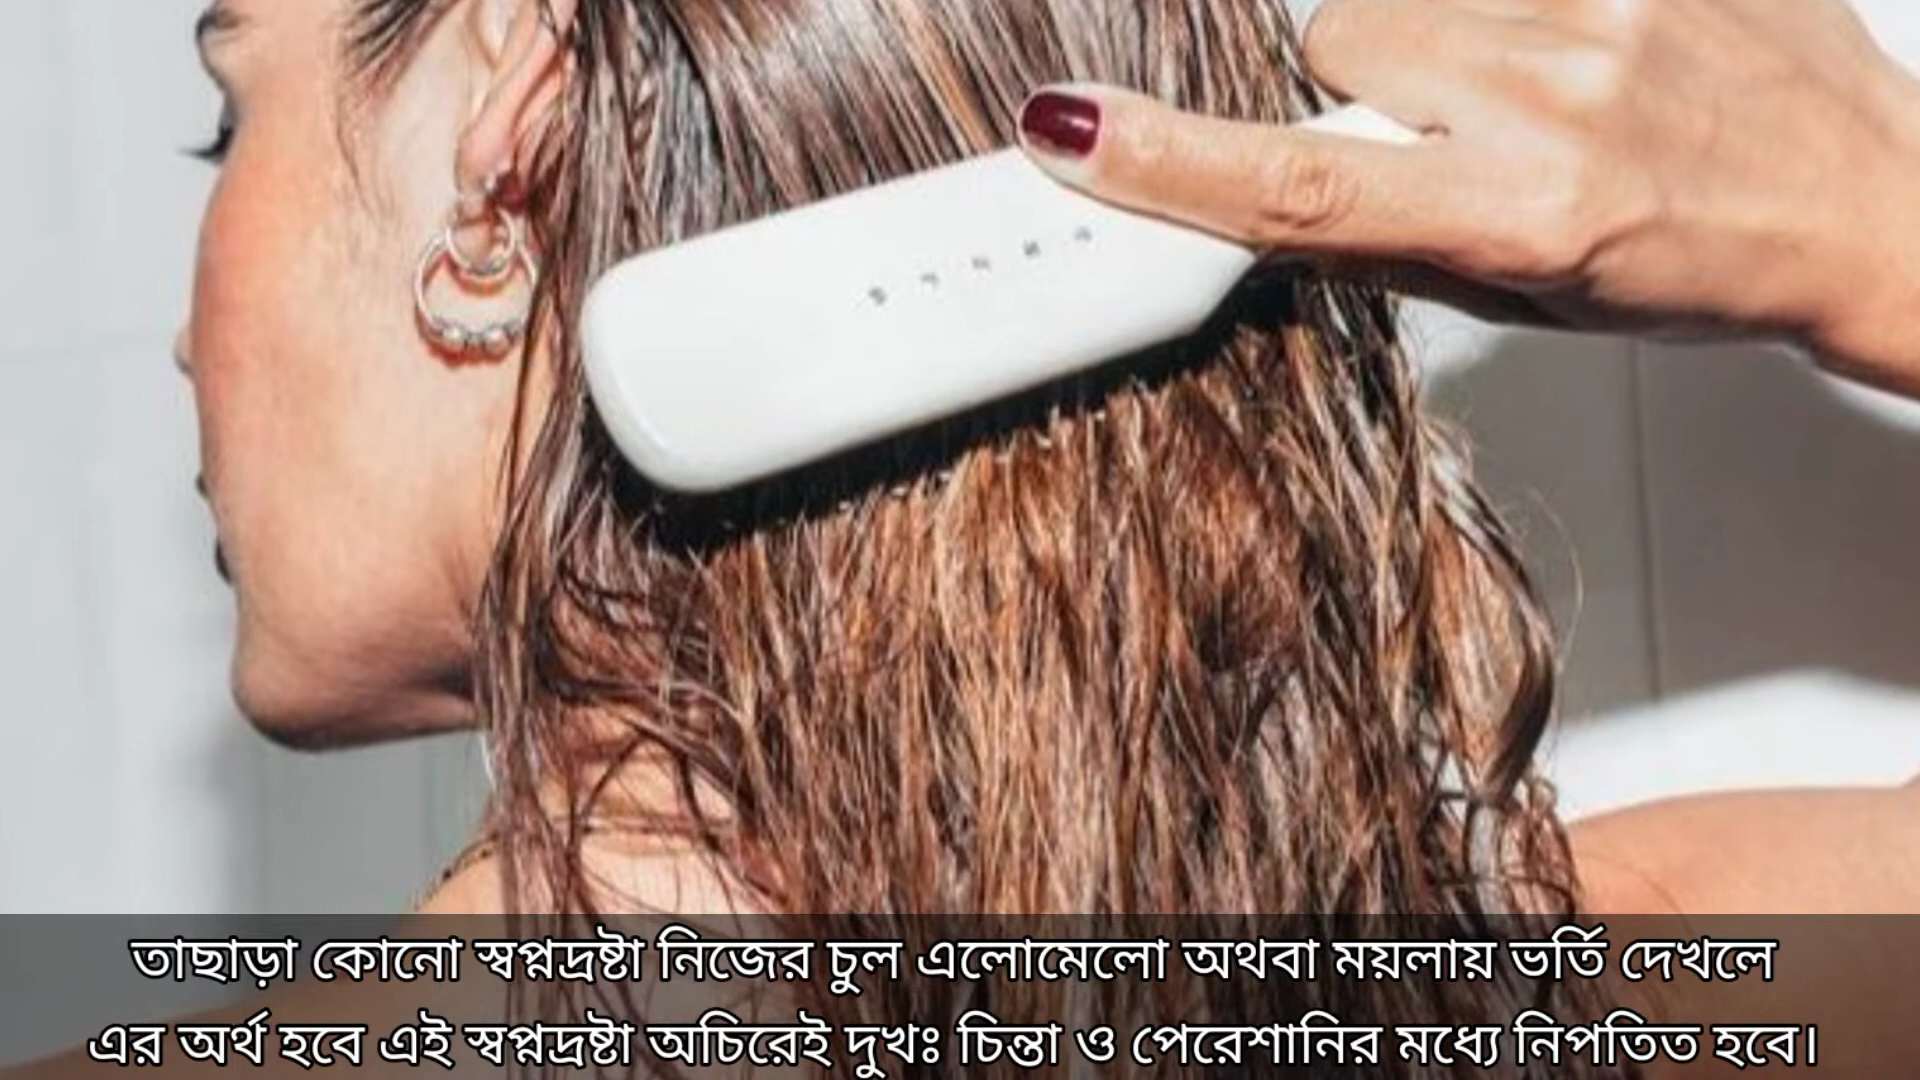 তাছাড়া কোনো স্বপ্নদ্রষ্টা নিজের চুল এলোমেলো অথবা ময়লায় ভর্তি দেখলে
এর অর্থ হবে এই স্বপ্নদ্রষ্টা অচিরেই দুখঃ চিন্তা ও পেরেশানির মধ্যে নিপতিত হবে।